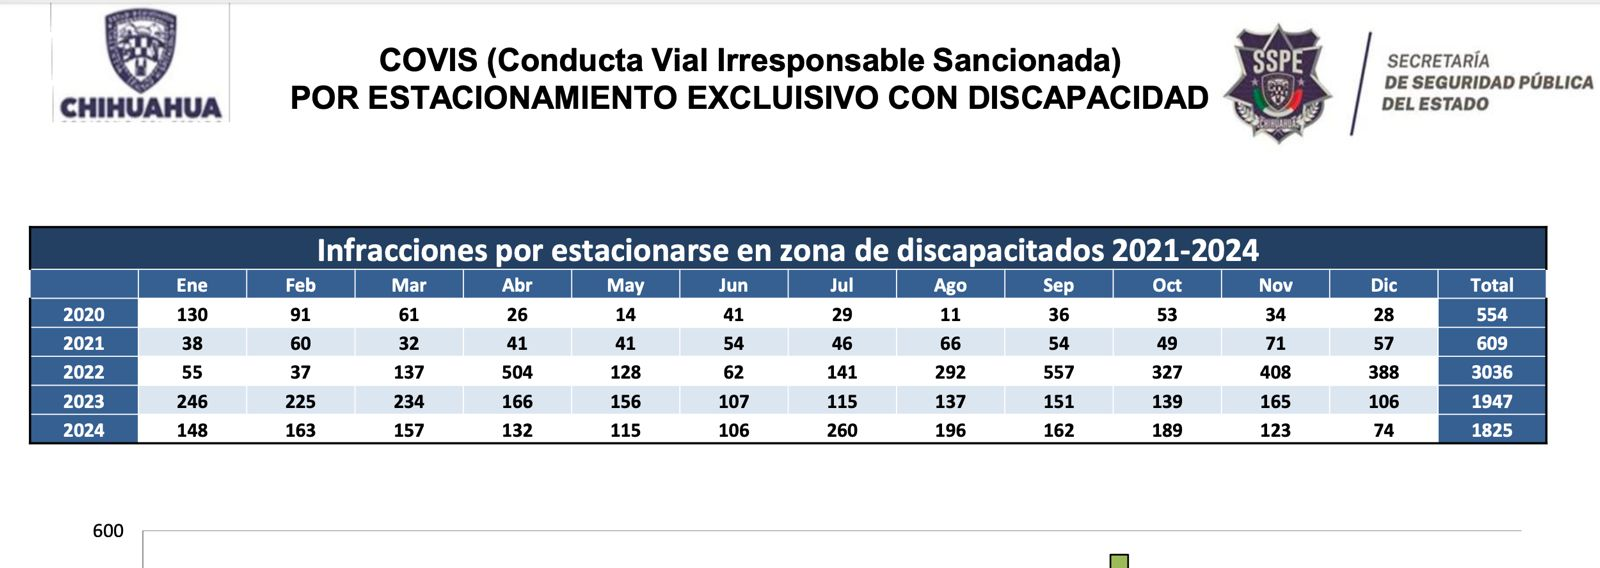 CHIHUAHUA
COVIS (Conducta Vial Irresponsable Sancionada)
POR ESTACIONAMIENTO EXCLUISIVO CON DISCAPACIDAD
SSPE
CHIHUAHUA
SECRETARÍA
DE SEGURIDAD PÚBLICA
DEL ESTADO
Infracciones por estacionarse en zona de discapacitados 2021-2024
Ene Feb Mar Abr May Jun Jul Ago Sep Oct Nov Dic Total
2020 130 91 61 26 14 41 29 11 36 53 34 28 554
2021 38 60 32 41 41 54 46 66 54 49 71 57 609
2022 55 37 137 504 128 62 141 292 557 327 408 388 3036
2023 246 225 234 166 156 107 115 137 151 139 165 106 1947
2024 148 163 157 132 115 106 260 196 162 189 123 74 1825
600